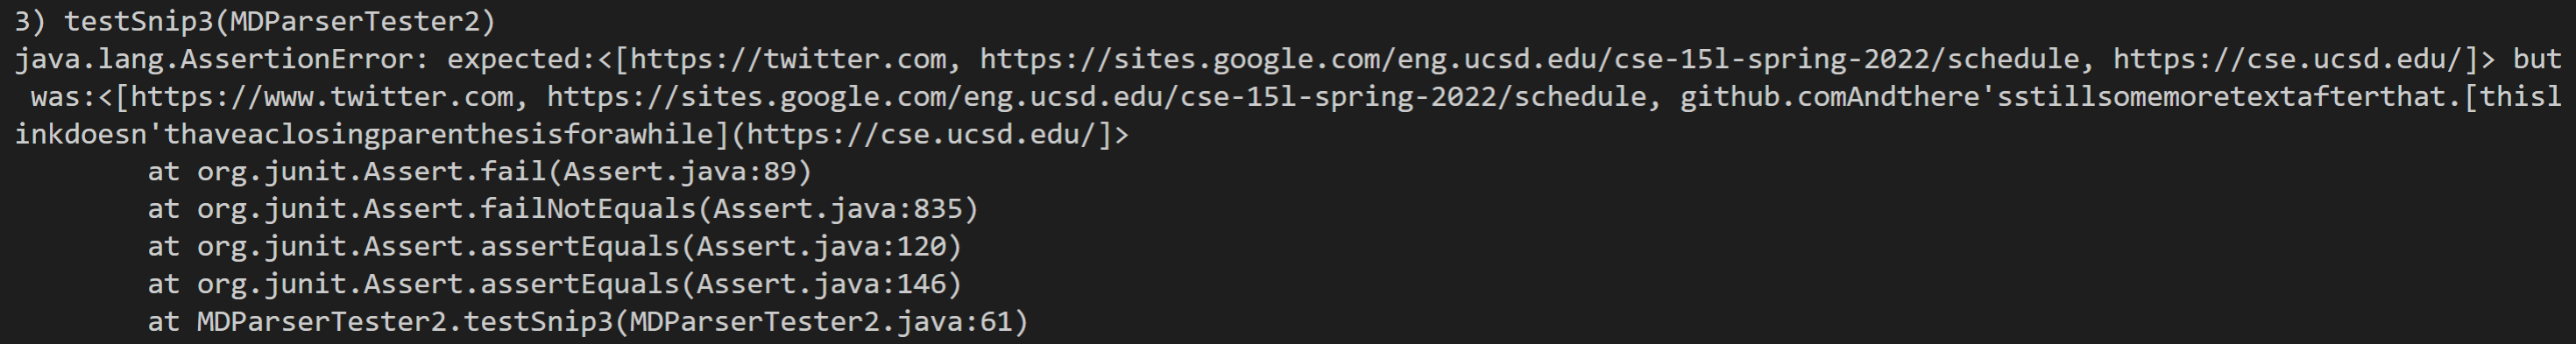 3) testSnip3(MDParserTester2)
java.lang.AssertionError: expected:<[https://twitter.com, https://sites.google.com/eng.ucsd.edu/cse-15l-spring-2022/schedule, https://cse.ucsd.edu/]> but
 was:<[https://www.twitter.com, https://sites.google.com/eng.ucsd.edu/cse-15l-spring-2022/schedule, github.comAndthere'sstillsomemoretextafterthat.[thisl
inkdoesn'thaveaclosingparenthesisforawhile](https://cse.ucsd.edu/]>
        at org.junit.Assert.fail(Assert.java:89)
        at org.junit.Assert.failNotEquals(Assert.java:835)
        at org.junit.Assert.assertEquals(Assert.java:120)
        at org.junit.Assert.assertEquals(Assert.java:146)
        at MDParserTester2.testSnip3(MDParserTester2.java:61)